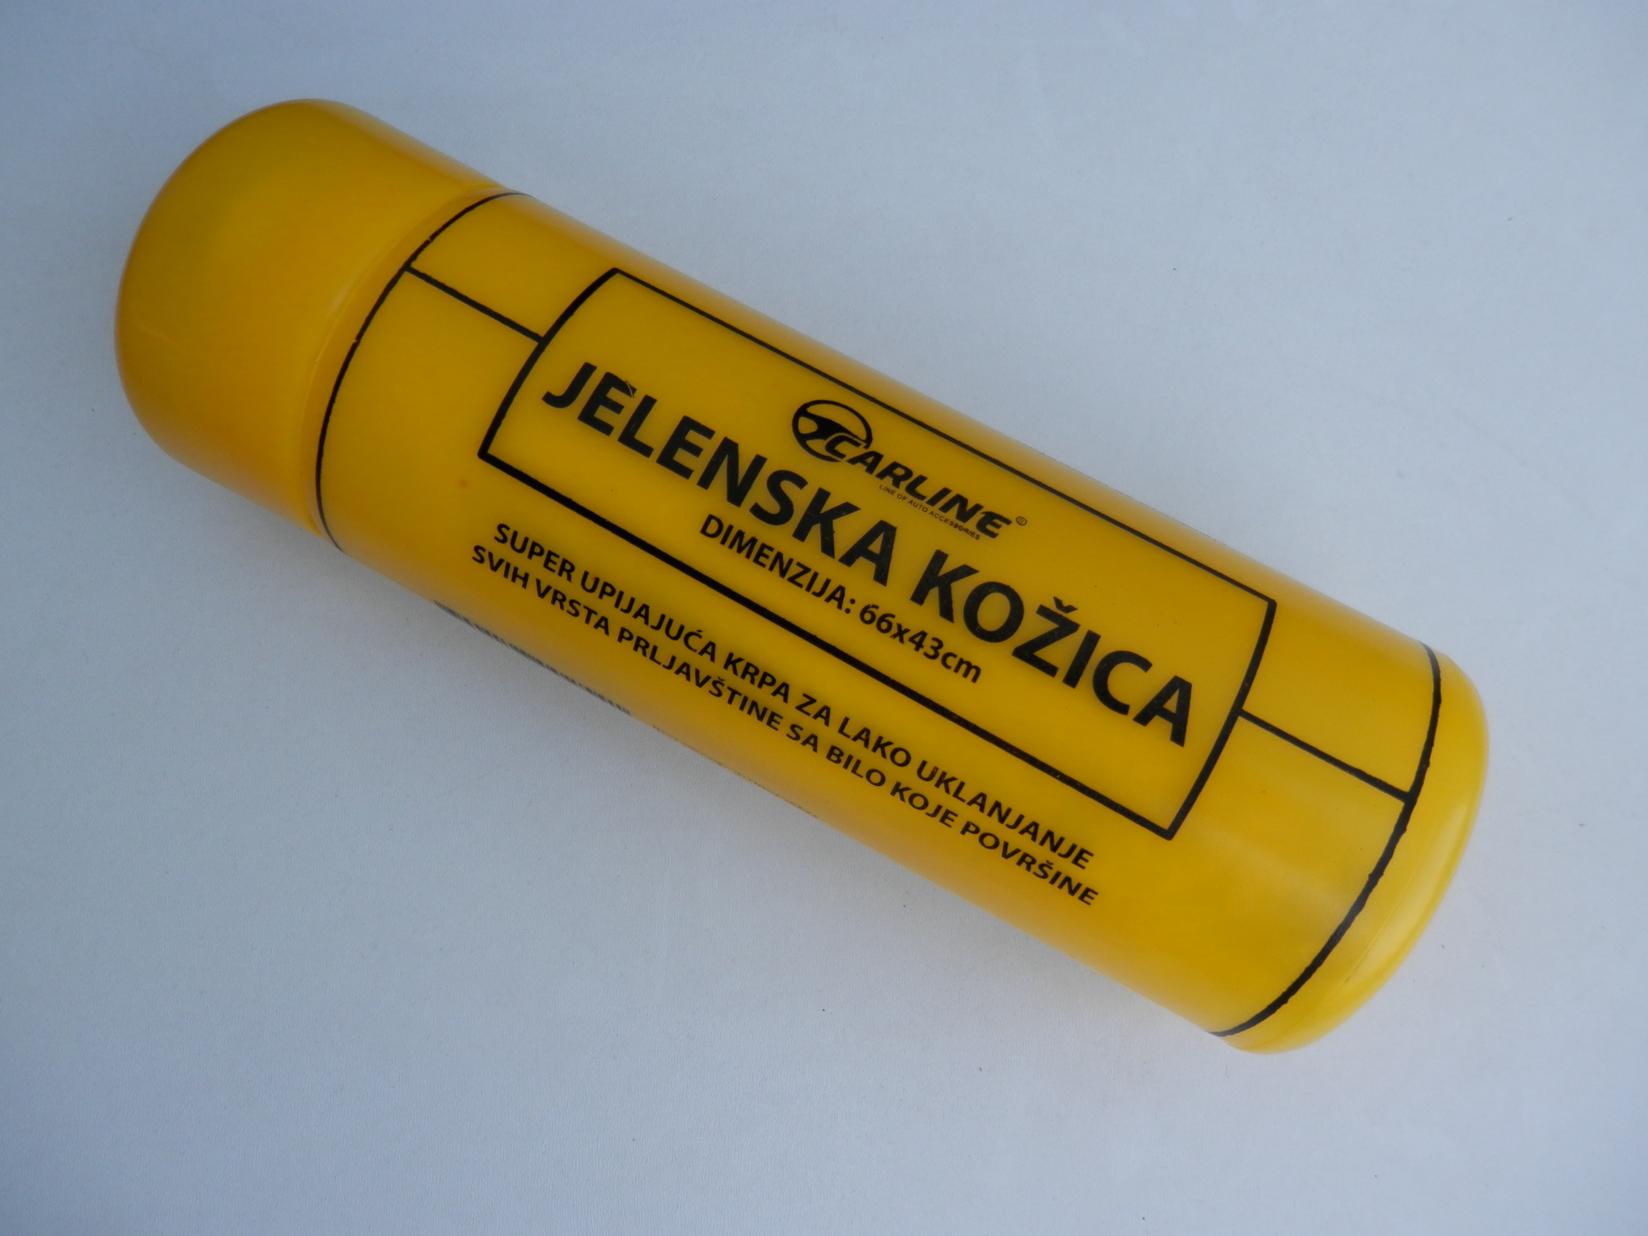 CARLINE®
LINE OF AUTO ACCESSORIES
JELENSKA KOŽICA
DIMENZIJA: 66x43cm
SUPER UPIJAJUĆA KRPA ZA LAKO UKLANJANJE
SVIH VRSTA PRLJAVŠTINE SA BILO KOJE POVRŠINE